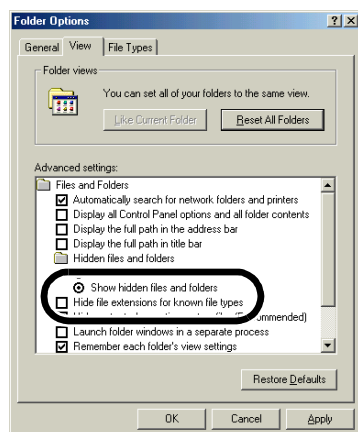 Folder Options
General View File Types
Folder views
You can set all of your folders to the same view.
Like Current Folder Reset All Folders
Advanced settings:
Files and Folders
Automatically search for network folders and printers
Display all Control Panel options and all folder contents
Display the full path in the address bar
Display the full path in title bar
Hidden files and folders
Show hidden files and folders
Hide file extensions for known file types
Launch folder windows in a separate process
Remember each folder's view settings
Restore Defaults
OK Cancel Apply